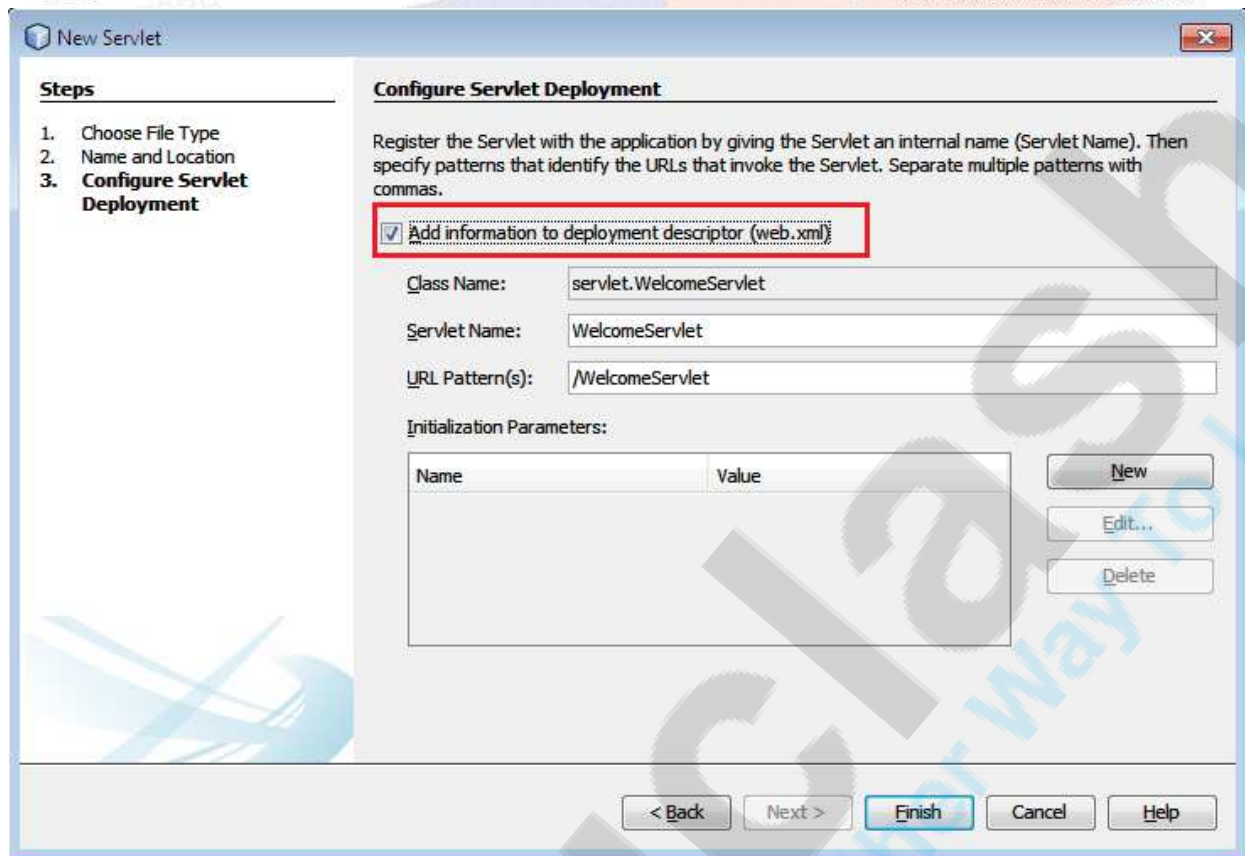 New Servlet
Steps
1. Choose File Type
2. Name and Location
3. Configure Servlet
Deployment
Configure Servlet Deployment
Register the Servlet with the application by giving the Servlet an internal name (Servlet Name). Then
specify patterns that identify the URLs that invoke the Servlet. Separate multiple patterns with
commas.
Add information to deployment descriptor (web.xml)
Class Name: servlet.WelcomeServlet
Servlet Name: WelcomeServlet
URL Pattern(s): /WelcomeServlet
Initialization Parameters:
Name Value
New
Edit...
Delete
< Back Next > Finish Cancel Help
clash
Way To